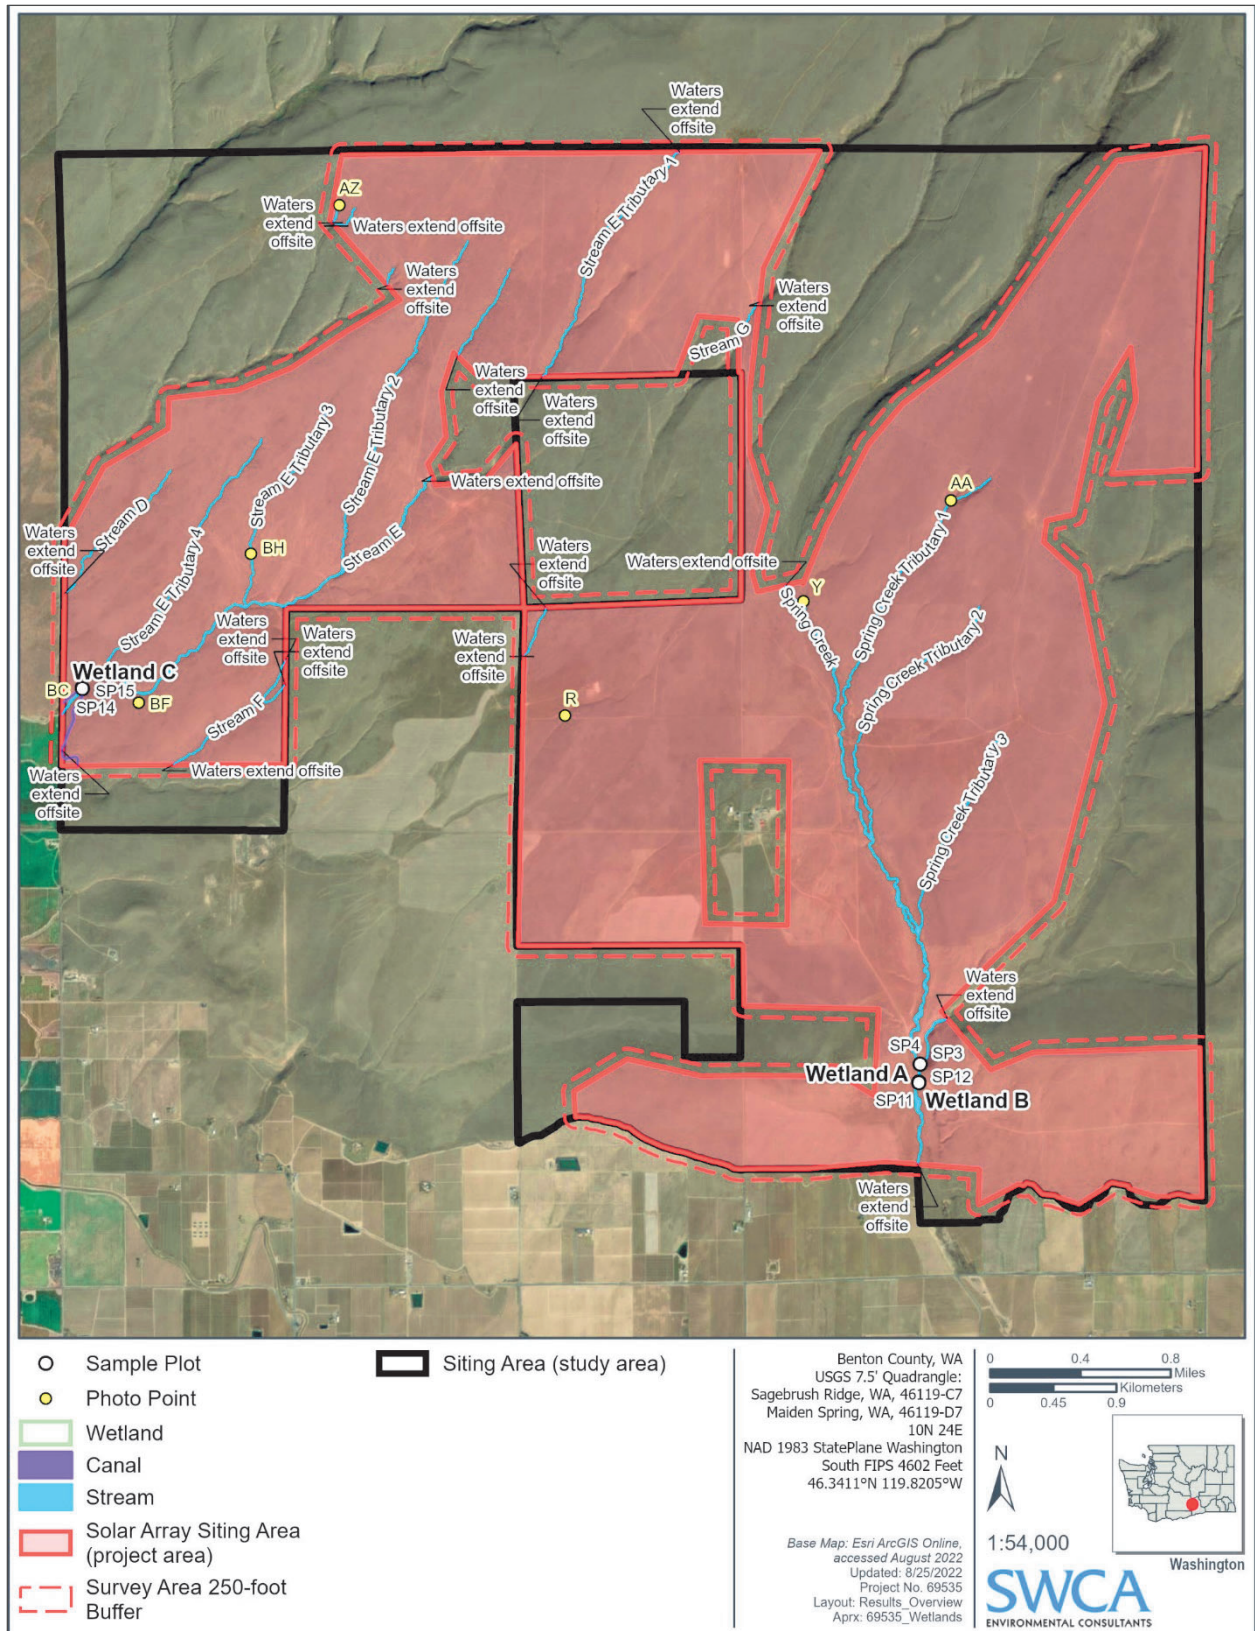 Waters
extend
offsite
AZ
Waters
extend
offsite
Waters extend offsite
Stream E Tributary 1
Waters
extend
offsite
Waters
extend
offsite
Stream G
Waters
extend
offsite
Waters
extend
offsite
Stream E Tributary 2
Stream E Tributary 3
Waters extend offsite
Stream D
AA
Waters
extend
offsite
Stream E Tributary 4
BH
Stream E
Waters
extend
offsite
Waters extend offsite
Y
Spring Creek
Spring Creek Tributary 1
Spring Creek Tributary 2
Waters
extend
offsite
Waters
extend
offsite
Waters
extend
offsite
Wetland C
BC
SP15
SP14
BF
Stream F
R
Waters extend offsite
Waters
extend
offsite
Spring Creek Tributary 3
Waters
extend
offsite
SP4
SP3
Wetland A
SP12
SP11
Wetland B
Waters
extend
offsite
Sample Plot
Photo Point
Wetland
Canal
Stream
Solar Array Siting Area
(project area)
Survey Area 250-foot
Buffer
Siting Area (study area)
Benton County, WA
USGS 7.5' Quadrangle:
Sagebrush Ridge, WA, 46119-C7
Maiden Spring, WA, 46119-D7
10N 24E
NAD 1983 StatePlane Washington
South FIPS 4602 Feet
46.3411°N 119.8205°W
Base Map: Esri ArcGIS Online,
accessed August 2022
Updated: 8/25/2022
Project No. 69535
Layout: Results_Overview
Aprx: 69535_Wetlands
0 0.4 0.8
Miles
Kilometers
0 0.45 0.9
N
1:54,000
Washington
SWCA
ENVIRONMENTAL CONSULTANTS